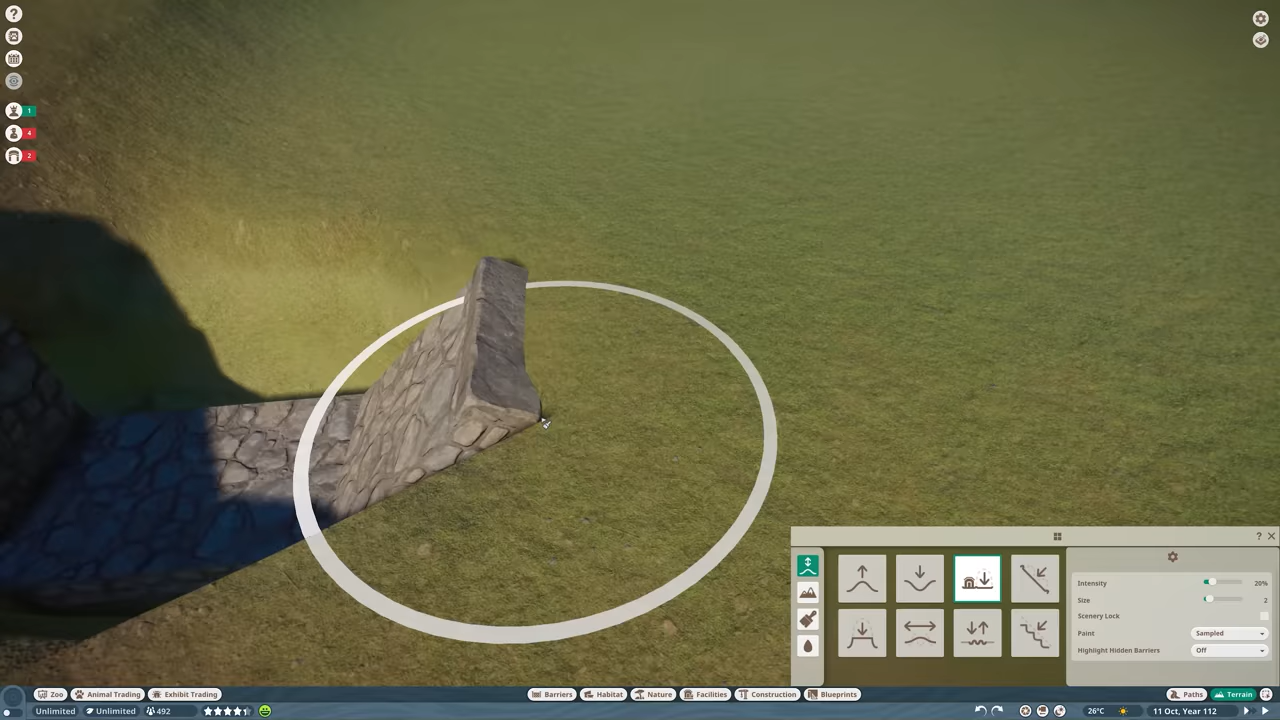 ?
1
4
2
? ×
Intensity 20%
Size 2
Scenery Lock
Paint Sampled
Highlight Hidden Barriers Off
Zoo Animal Trading Exhibit Trading Barriers Habitat Nature Facilities Construction Blueprints Paths Terrain
Unlimited Unlimited 492 26°C 11 Oct, Year 112